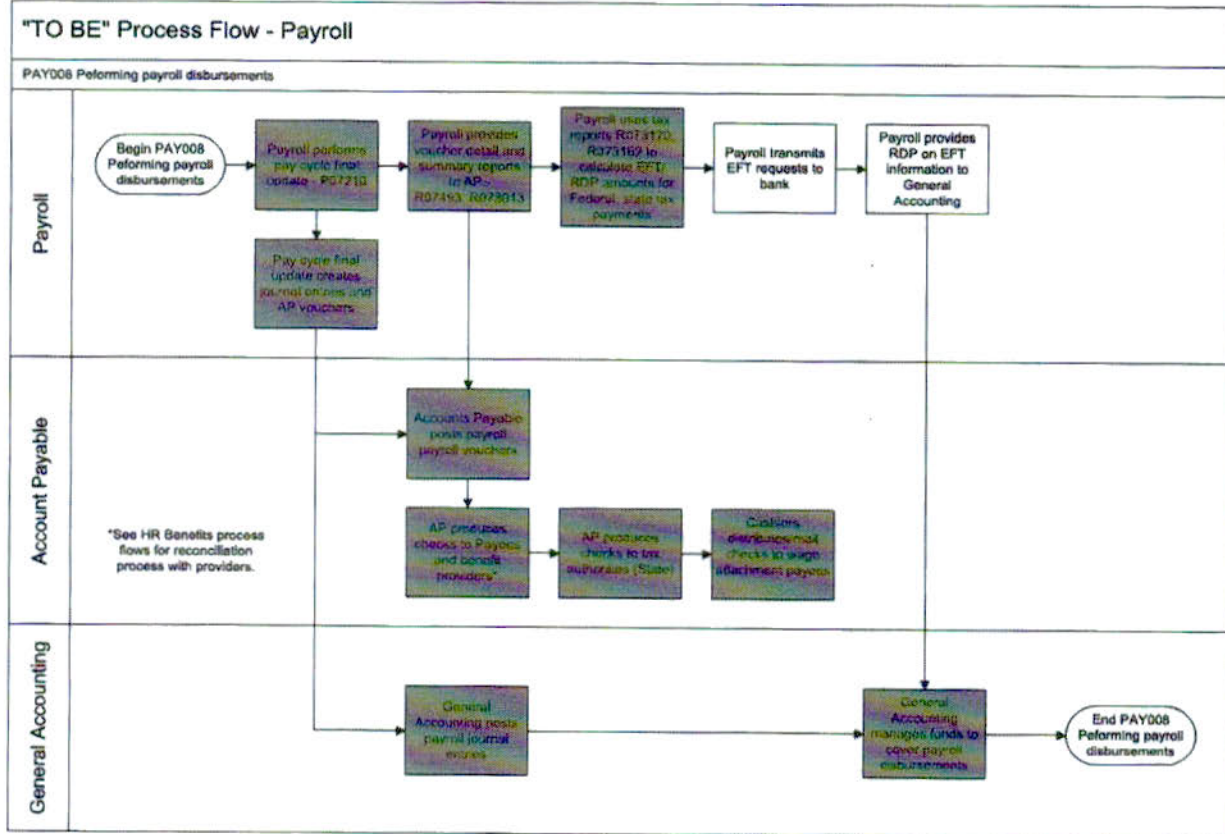 "TO BE" Process Flow - Payroll
PAY008 Peforming payroll disbursements
Payroll
Begin PAY008
Peforming payroll
disbursements
Payroll performs
pay cycle final
update - P07210
Payroll provides
voucher detail and
summary reports
to AP -
R07493, R073013
Payroll uses tax
reports R073170,
R373162 to
calculate EFT/
RDP amounts for
Federal, state tax
payments
Payroll transmits
EFT requests to
bank
Payroll provides
RDP on EFT
information to
General
Accounting
Pay cycle final
update creates
journal entries and
AP vouchers
Account Payable
Accounts Payable
posts payroll
payroll vouchers
*See HR Benefits process
flows for reconciliation
process with providers.
AP produces
checks to Payees
and benefit
providers*
AP produces
checks to tax
authorities (State)
Cashiers
distributes/mail
checks to wage
attachment payees
General Accounting
General
Accounting posts
payroll journal
entries
General
Accounting
manages funds to
cover payroll
disbursements
End PAY008
Peforming payroll
disbursements